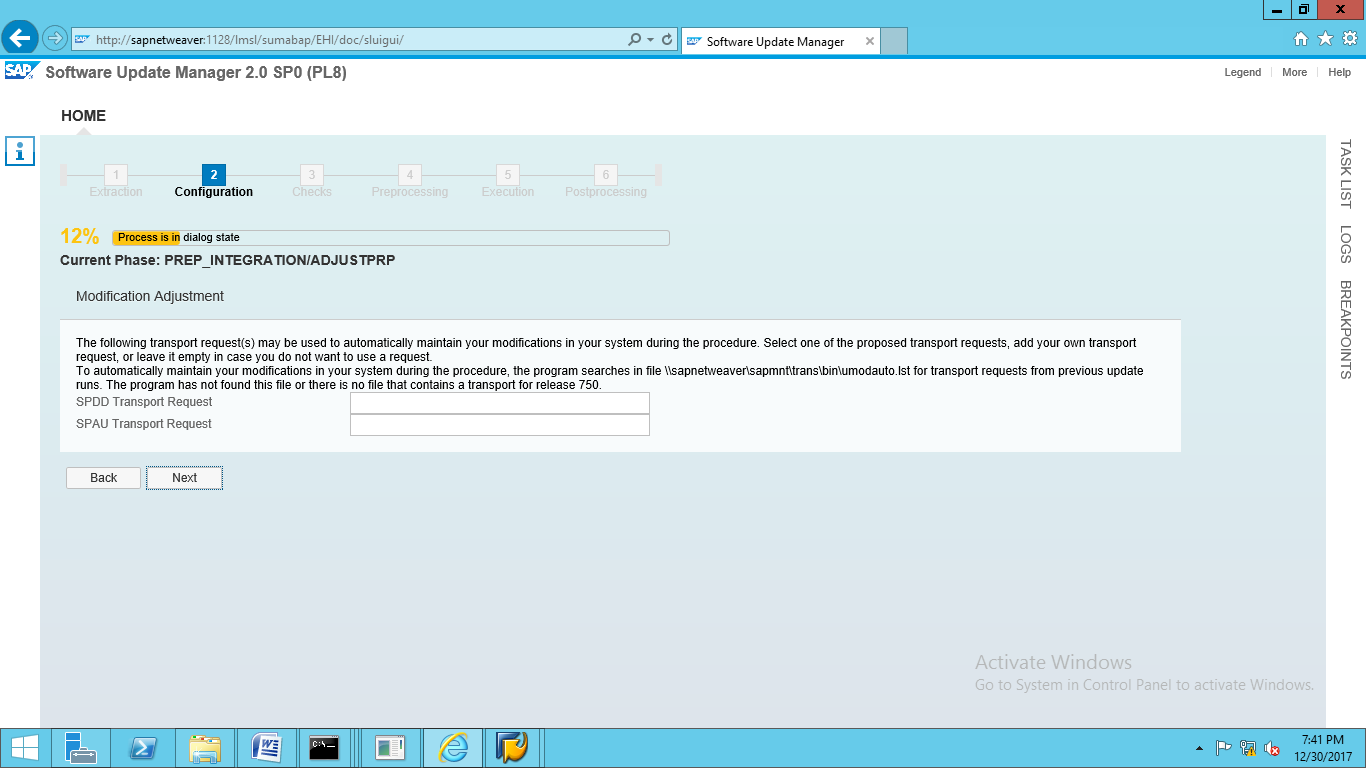 http://sapnetweaver:1128/lmsl/sumabap/EHI/doc/sluigui/
Software Update Manager
SAP Software Update Manager 2.0 SP0 (PL8)
Legend More Help
HOME
1 2 3 4 5 6
Extraction Configuration Checks Preprocessing Execution Postprocessing
12% Process is in dialog state
Current Phase: PREP_INTEGRATION/ADJUSTPRP
Modification Adjustment
The following transport request(s) may be used to automatically maintain your modifications in your system during the procedure. Select one of the proposed transport requests, add your own transport
request, or leave it empty in case you do not want to use a request.
To automatically maintain your modifications in your system during the procedure, the program searches in file \\sapnetweaver\sapmnt\trans\bin\umodauto.lst for transport requests from previous update
runs. The program has not found this file or there is no file that contains a transport for release 750.
SPDD Transport Request
SPAU Transport Request
Back Next
TASK LIST
LOGS
BREAKPOINTS
Activate Windows
Go to System in Control Panel to activate Windows.
7:41 PM
12/30/2017